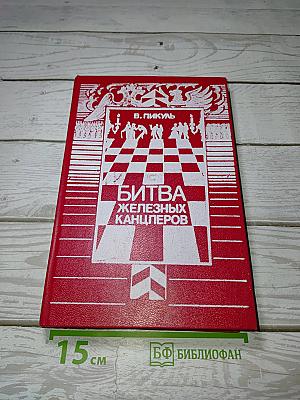 В. ПИКУЛЬ
БИТВА
ЖЕЛЕЗНЫХ
КАНЦЛЕРОВ
15 см
БФ БИБЛИОФАН